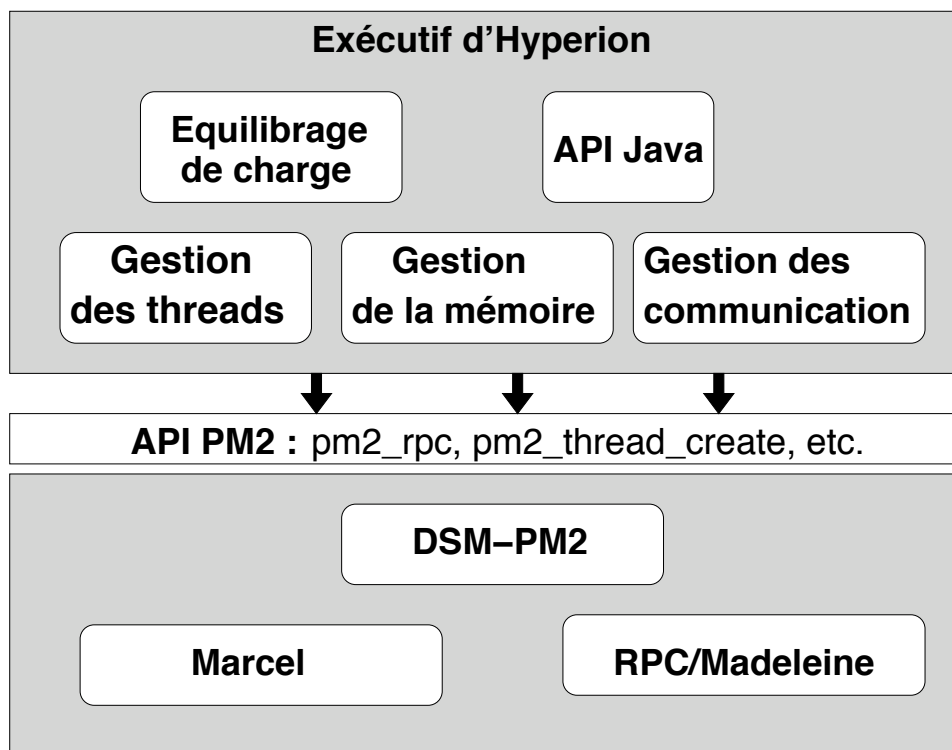 Exécutif d'Hyperion
Equilibrage
de charge
API Java
Gestion
des threads
Gestion
de la mémoire
Gestion des
communication
API PM2 : pm2_rpc, pm2_thread_create, etc.
DSM–PM2
Marcel
RPC/Madeleine